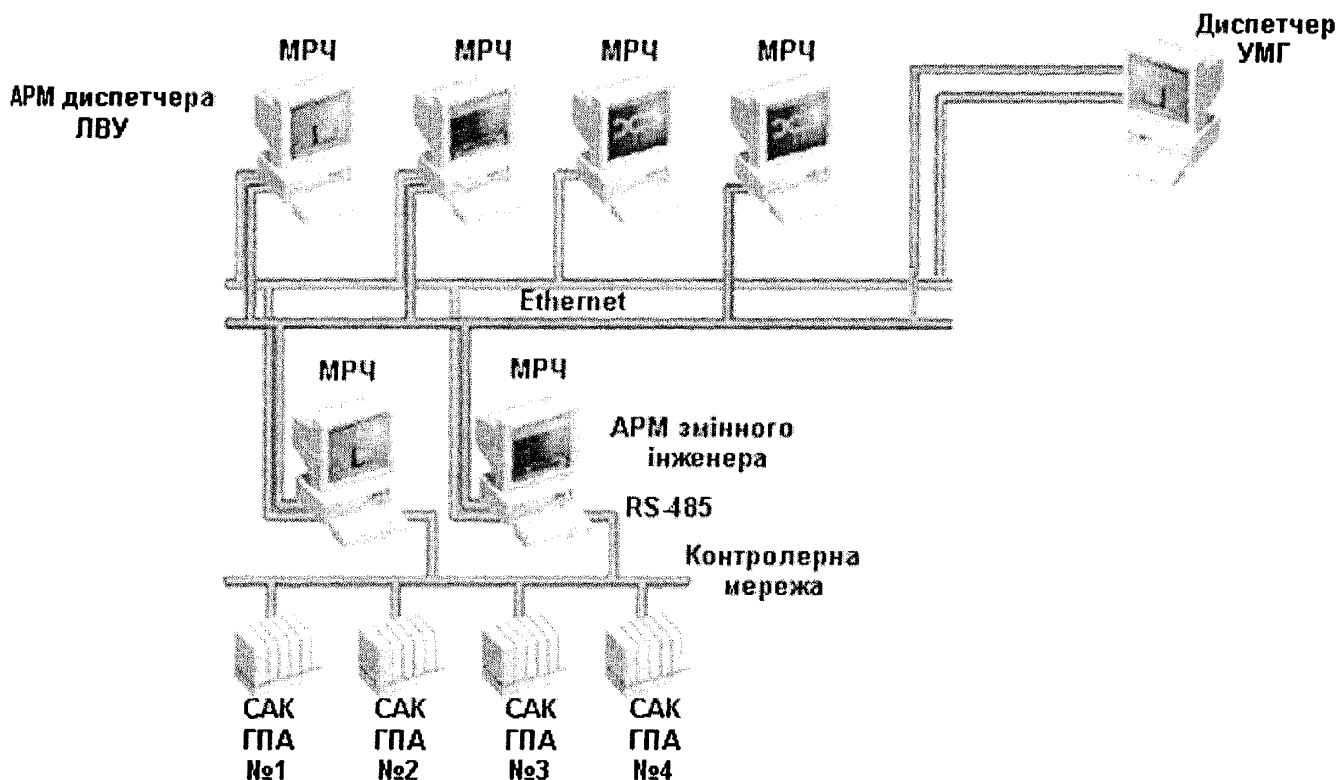 Диспетчер
УМГ
МРЧ
МРЧ
МРЧ
МРЧ
АРМ диспетчера
ЛВУ
Ethernet
МРЧ
МРЧ
АРМ змінного
інженера
RS-485
Контролерна
мережа
САК
ГПА
№1
САК
ГПА
№2
САК
ГПА
№3
САК
ГПА
№4